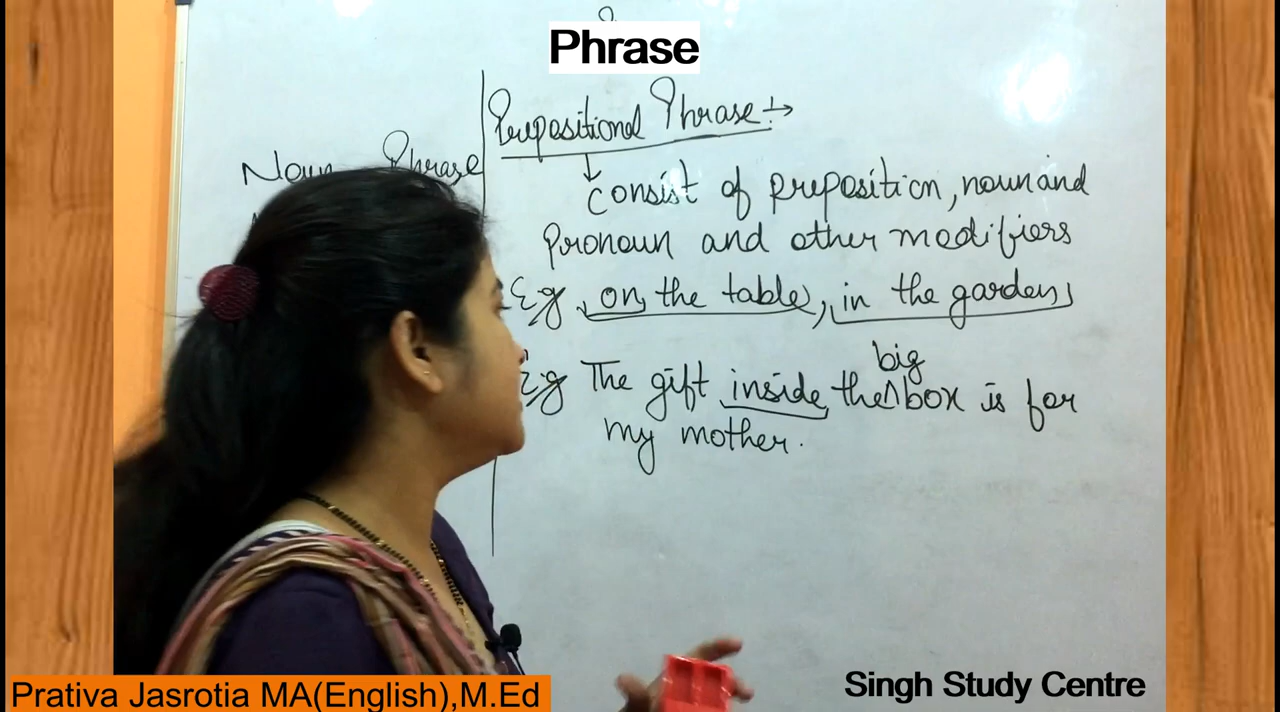 Phrase
Noun Phrase
Prepositional Phrase :→
consist of preposition, noun and
Pronoun and other modifiers
Eg on the table, in the garden,
big
Eg The gift inside the^box is for
my mother.
Prativa Jasrotia MA(English),M.Ed
Singh Study Centre